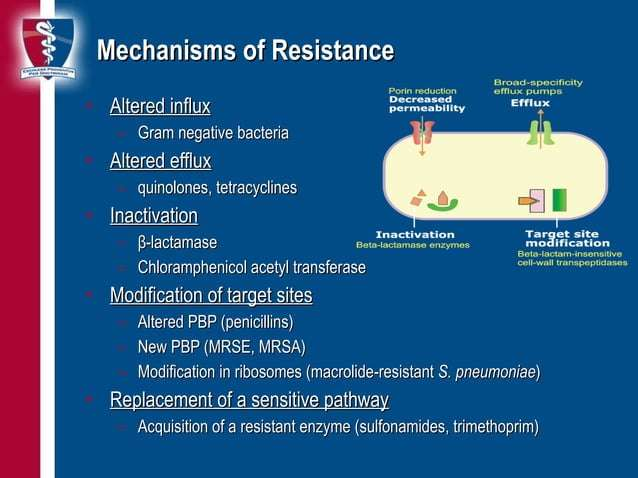 Mechanisms of Resistance
Altered influx
– Gram negative bacteria
Altered efflux
– quinolones, tetracyclines
Inactivation
– β-lactamase
– Chloramphenicol acetyl transferase
Modification of target sites
– Altered PBP (penicillins)
– New PBP (MRSE, MRSA)
– Modification in ribosomes (macrolide-resistant S. pneumoniae)
Replacement of a sensitive pathway
– Acquisition of a resistant enzyme (sulfonamides, trimethoprim)
Porin reduction
Decreased
permeability
Broad-specificity
efflux pumps
Efflux
Inactivation
Beta-lactamase enzymes
Target site
modification
Beta-lactam-insensitive
cell-wall transpeptidases